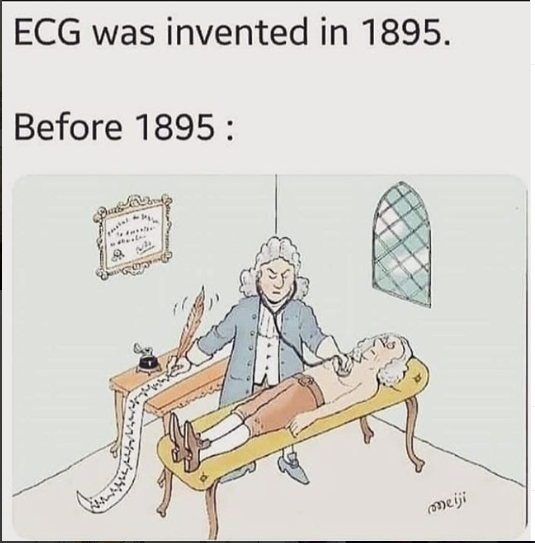 ECG was invented in 1895.
Before 1895 :
meiji